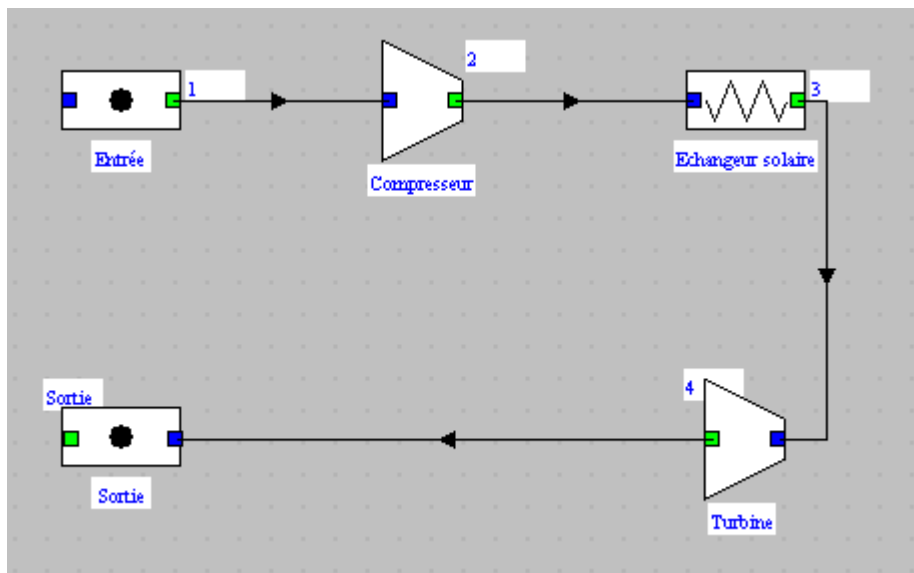 2
1
3
Entrée
Echangeur solaire
Compresseur
4
Sortie
Sortie
Turbine